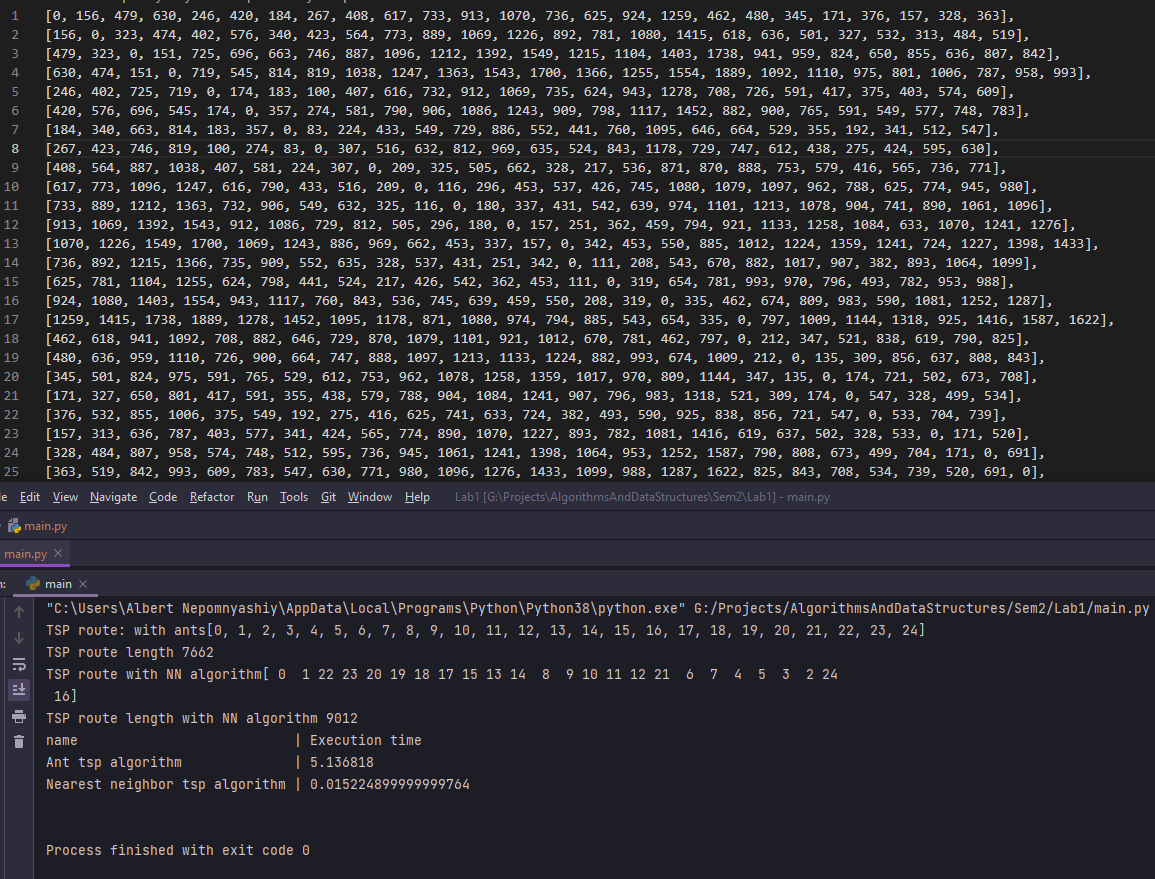 1 [0, 156, 479, 630, 246, 420, 184, 267, 408, 617, 733, 913, 1070, 736, 625, 924, 1259, 462, 480, 345, 171, 376, 157, 328, 363],
2 [156, 0, 323, 474, 402, 576, 340, 423, 564, 773, 889, 1069, 1226, 892, 781, 1080, 1415, 618, 636, 501, 327, 532, 313, 484, 519],
3 [479, 323, 0, 151, 725, 696, 663, 746, 887, 1096, 1212, 1392, 1549, 1215, 1104, 1403, 1738, 941, 959, 824, 650, 855, 636, 807, 842],
4 [630, 474, 151, 0, 719, 545, 814, 819, 1038, 1247, 1363, 1543, 1700, 1366, 1255, 1554, 1889, 1092, 1110, 975, 801, 1006, 787, 958, 993],
5 [246, 402, 725, 719, 0, 174, 183, 100, 407, 616, 732, 912, 1069, 735, 624, 943, 1278, 708, 726, 591, 417, 375, 403, 574, 609],
6 [420, 576, 696, 545, 174, 0, 357, 274, 581, 790, 906, 1086, 1243, 909, 798, 1117, 1452, 882, 900, 765, 591, 549, 577, 748, 783],
7 [184, 340, 663, 814, 183, 357, 0, 83, 224, 433, 549, 729, 886, 552, 441, 760, 1095, 646, 664, 529, 355, 192, 341, 512, 547],
8 [267, 423, 746, 819, 100, 274, 83, 0, 307, 516, 632, 812, 969, 635, 524, 843, 1178, 729, 747, 612, 438, 275, 424, 595, 630],
9 [408, 564, 887, 1038, 407, 581, 224, 307, 0, 209, 325, 505, 662, 328, 217, 536, 871, 870, 888, 753, 579, 416, 565, 736, 771],
10 [617, 773, 1096, 1247, 616, 790, 433, 516, 209, 0, 116, 296, 453, 537, 426, 745, 1080, 1079, 1097, 962, 788, 625, 774, 945, 980],
11 [733, 889, 1212, 1363, 732, 906, 549, 632, 325, 116, 0, 180, 337, 431, 542, 639, 974, 1101, 1213, 1078, 904, 741, 890, 1061, 1096],
12 [913, 1069, 1392, 1543, 912, 1086, 729, 812, 505, 296, 180, 0, 157, 251, 362, 459, 794, 921, 1133, 1258, 1084, 633, 1070, 1241, 1276],
13 [1070, 1226, 1549, 1700, 1069, 1243, 886, 969, 662, 453, 337, 157, 0, 342, 453, 550, 885, 1012, 1224, 1359, 1241, 724, 1227, 1398, 1433],
14 [736, 892, 1215, 1366, 735, 909, 552, 635, 328, 537, 431, 251, 342, 0, 111, 208, 543, 670, 882, 1017, 907, 382, 893, 1064, 1099],
15 [625, 781, 1104, 1255, 624, 798, 441, 524, 217, 426, 542, 362, 453, 111, 0, 319, 654, 781, 993, 970, 796, 493, 782, 953, 988],
16 [924, 1080, 1403, 1554, 943, 1117, 760, 843, 536, 745, 639, 459, 550, 208, 319, 0, 335, 462, 674, 809, 983, 590, 1081, 1252, 1287],
17 [1259, 1415, 1738, 1889, 1278, 1452, 1095, 1178, 871, 1080, 974, 794, 885, 543, 654, 335, 0, 797, 1009, 1144, 1318, 925, 1416, 1587, 1622],
18 [462, 618, 941, 1092, 708, 882, 646, 729, 870, 1079, 1101, 921, 1012, 670, 781, 462, 797, 0, 212, 347, 521, 838, 619, 790, 825],
19 [480, 636, 959, 1110, 726, 900, 664, 747, 888, 1097, 1213, 1133, 1224, 882, 993, 674, 1009, 212, 0, 135, 309, 856, 637, 808, 843],
20 [345, 501, 824, 975, 591, 765, 529, 612, 753, 962, 1078, 1258, 1359, 1017, 970, 809, 1144, 347, 135, 0, 174, 721, 502, 673, 708],
21 [171, 327, 650, 801, 417, 591, 355, 438, 579, 788, 904, 1084, 1241, 907, 796, 983, 1318, 521, 309, 174, 0, 547, 328, 499, 534],
22 [376, 532, 855, 1006, 375, 549, 192, 275, 416, 625, 741, 633, 724, 382, 493, 590, 925, 838, 856, 721, 547, 0, 533, 704, 739],
23 [157, 313, 636, 787, 403, 577, 341, 424, 565, 774, 890, 1070, 1227, 893, 782, 1081, 1416, 619, 637, 502, 328, 533, 0, 171, 520],
24 [328, 484, 807, 958, 574, 748, 512, 595, 736, 945, 1061, 1241, 1398, 1064, 953, 1252, 1587, 790, 808, 673, 499, 704, 171, 0, 691],
25 [363, 519, 842, 993, 609, 783, 547, 630, 771, 980, 1096, 1276, 1433, 1099, 988, 1287, 1622, 825, 843, 708, 534, 739, 520, 691, 0],
le Edit View Navigate Code Refactor Run Tools Git Window Help Lab1 [G:\Projects\AlgorithmsAndDataStructures\Sem2\Lab1] - main.py
main.py
main.py
n: main
"C:\Users\Albert Nepomnyashiy\AppData\Local\Programs\Python\Python38\python.exe" G:/Projects/AlgorithmsAndDataStructures/Sem2/Lab1/main.py
TSP route: with ants[0, 1, 2, 3, 4, 5, 6, 7, 8, 9, 10, 11, 12, 13, 14, 15, 16, 17, 18, 19, 20, 21, 22, 23, 24]
TSP route length 7662
TSP route with NN algorithm[ 0 1 22 23 20 19 18 17 15 13 14 8 9 10 11 12 21 6 7 4 5 3 2 24
16]
TSP route length with NN algorithm 9012
name | Execution time
Ant tsp algorithm | 5.136818
Nearest neighbor tsp algorithm | 0.015224899999999764
Process finished with exit code 0